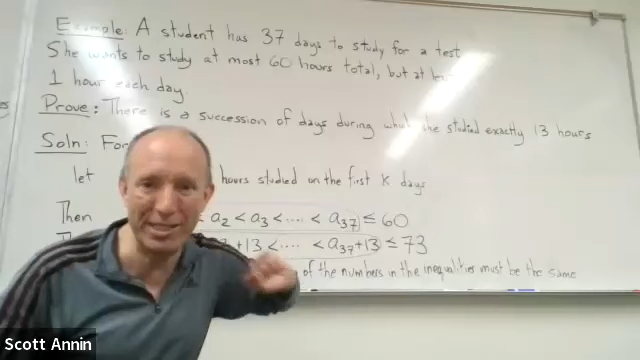 Example: A student has 37 days to study for a test
She wants to study at most 60 hours total, but at
1 hour each day.
Prove: There is a succession of days during she studied exactly 13 hours
Soln: For
let hours studied on the first K days
Then a2 < a3 < .... < a37 ≤ 60
+13 < .... < a37+13 ≤ 73
of the numbers in the inequalities must be the same
Scott Annin